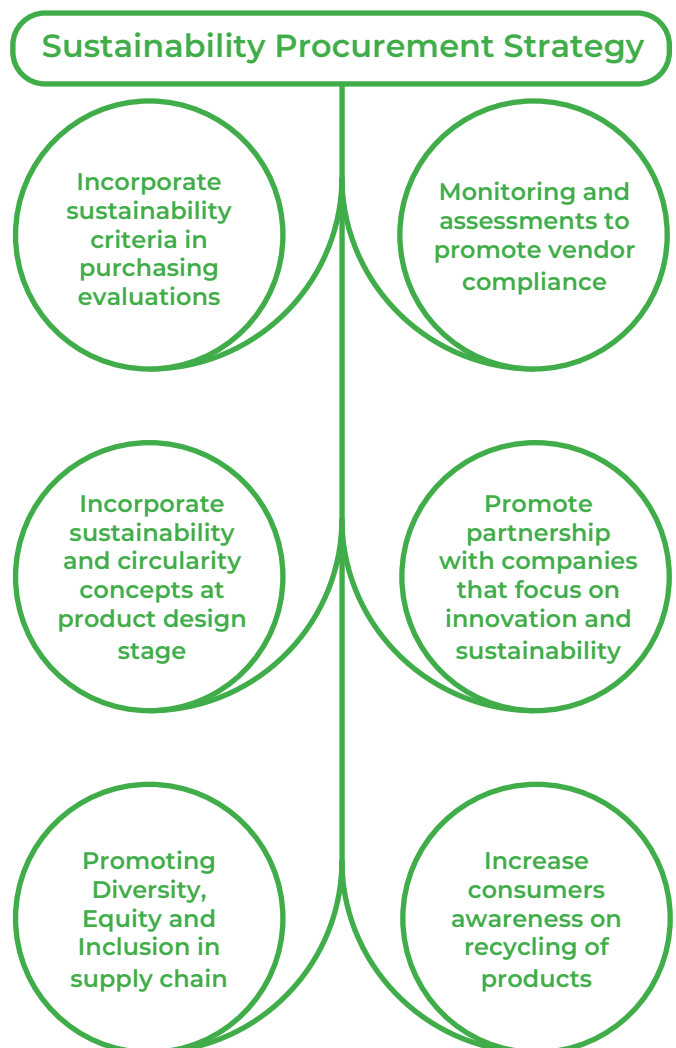 Sustainability Procurement Strategy
Incorporate
sustainability
criteria in
purchasing
evaluations
Monitoring and
assessments to
promote vendor
compliance
Incorporate
sustainability
and circularity
concepts at
product design
stage
Promote
partnership
with companies
that focus on
innovation and
sustainability
Promoting
Diversity,
Equity and
Inclusion in
supply chain
Increase
consumers
awareness on
recycling of
products